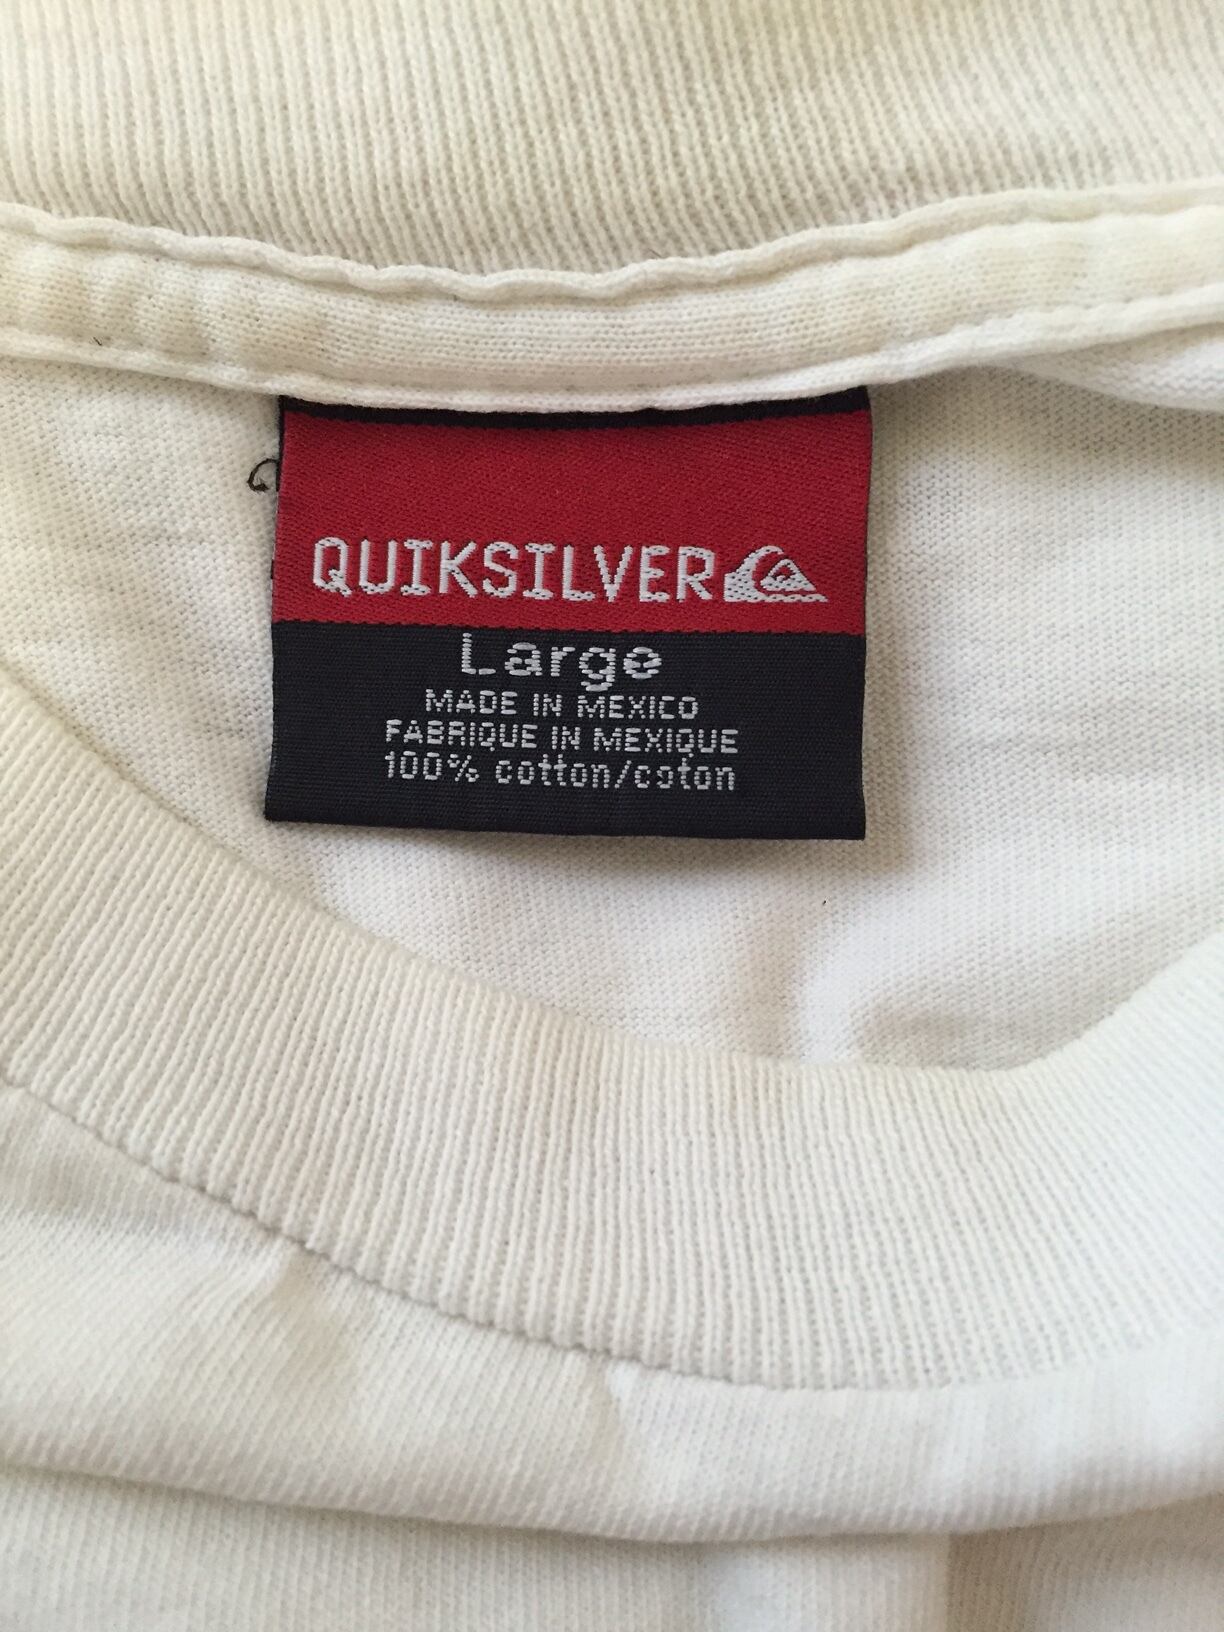 QUIKSILVER
Large
MADE IN MEXICO
FABRIQUE IN MEXIQUE
100% cotton/coton